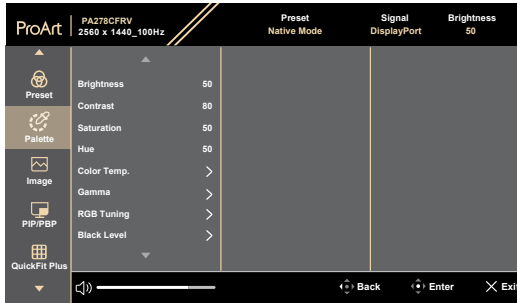 ProArt
PA278CFRV
2560 x 1440_100Hz
Preset
Native Mode
Signal
DisplayPort
Brightness
50
Preset
Palette
Image
PIP/PBP
QuickFit Plus
Brightness 50
Contrast 80
Saturation 50
Hue 50
Color Temp.
Gamma
RGB Tuning
Black Level
Back
Enter
Exit